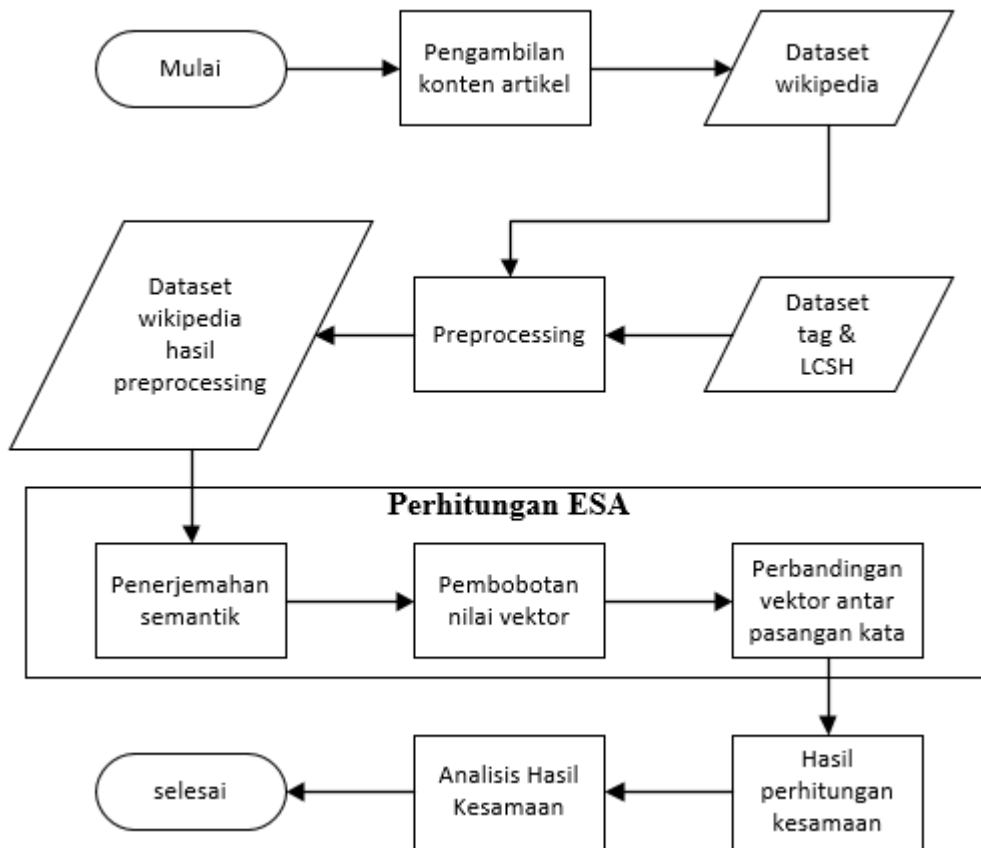 Mulai
Pengambilan
konten artikel
Dataset
wikipedia
Dataset
wikipedia
hasil
preprocessing
Preprocessing
Dataset
tag &
LCSH
Perhitungan ESA
Penerjemahan
semantik
Pembobotan
nilai vektor
Perbandingan
vektor antar
pasangan kata
selesai
Analisis Hasil
Kesamaan
Hasil
perhitungan
kesamaan